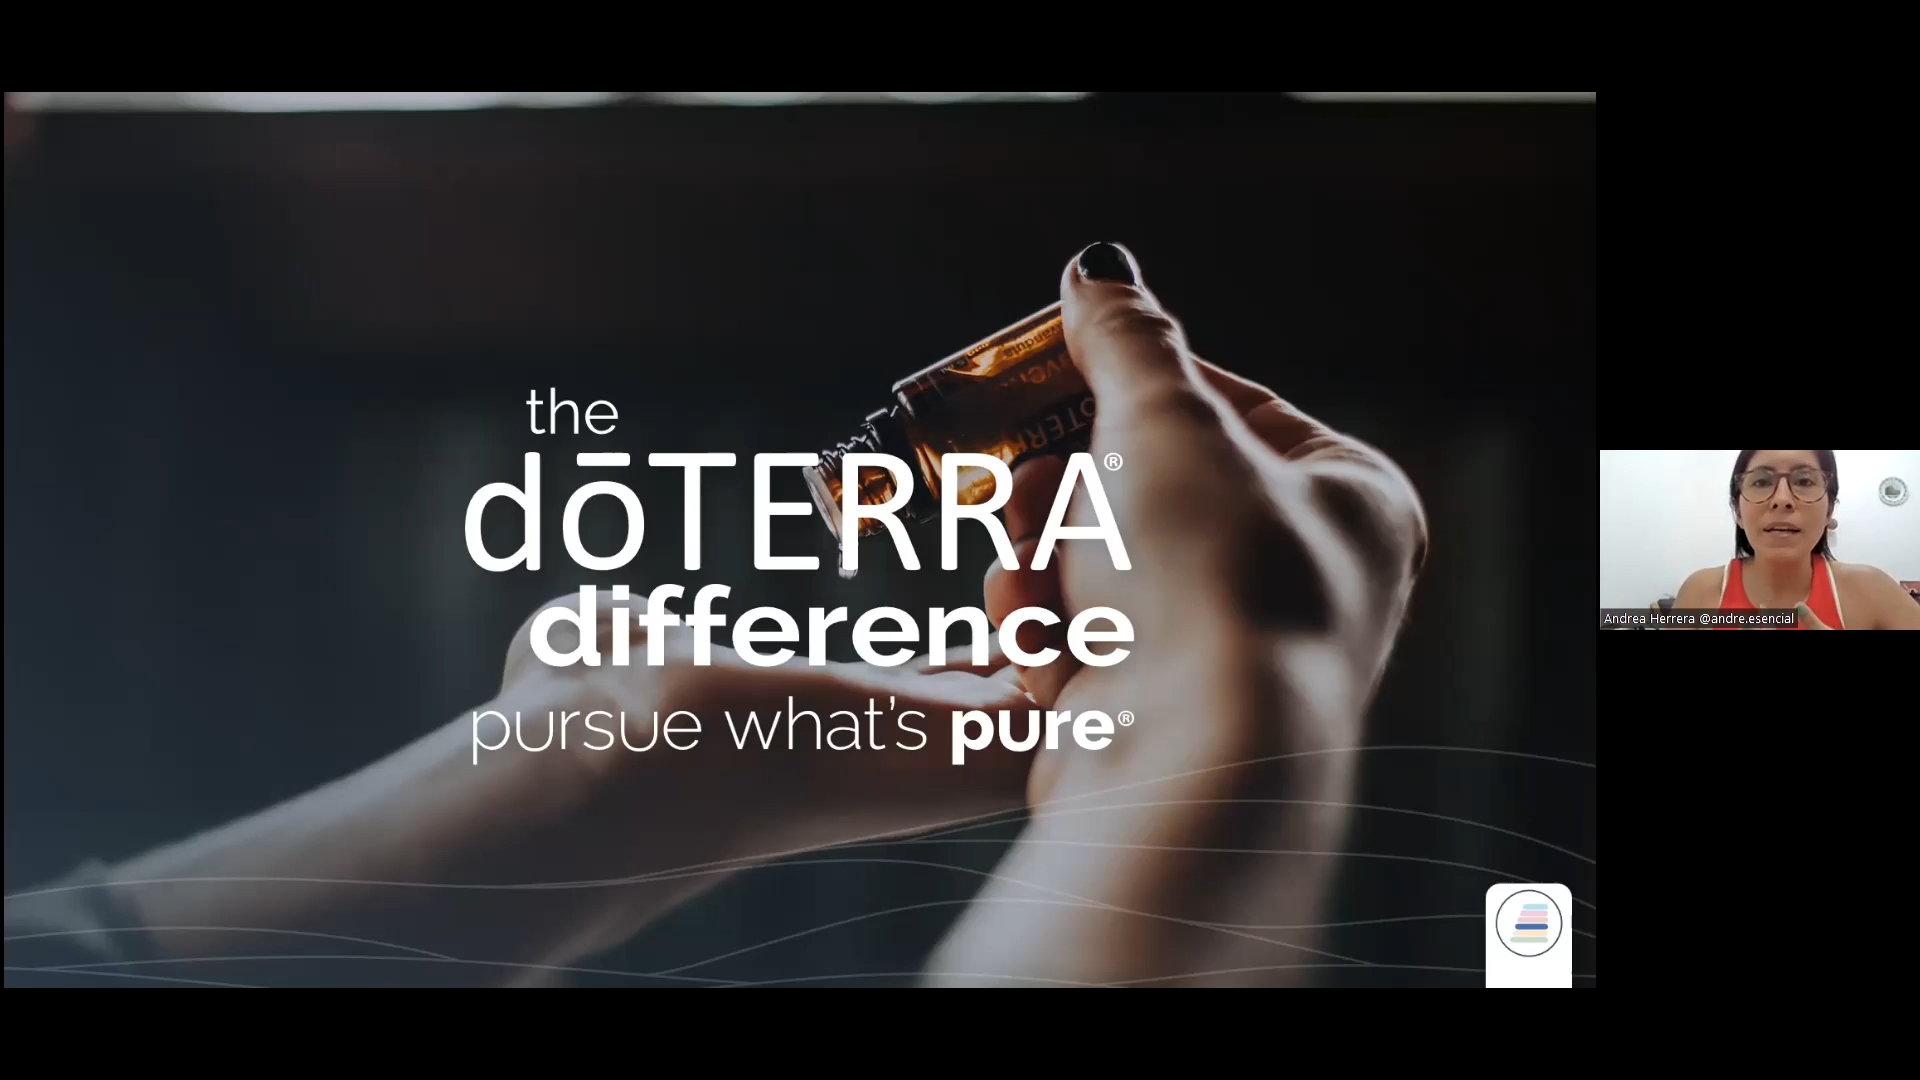 the
dōTERRA®
difference
pursue what's pure®
Andrea Herrera @andre.esencial